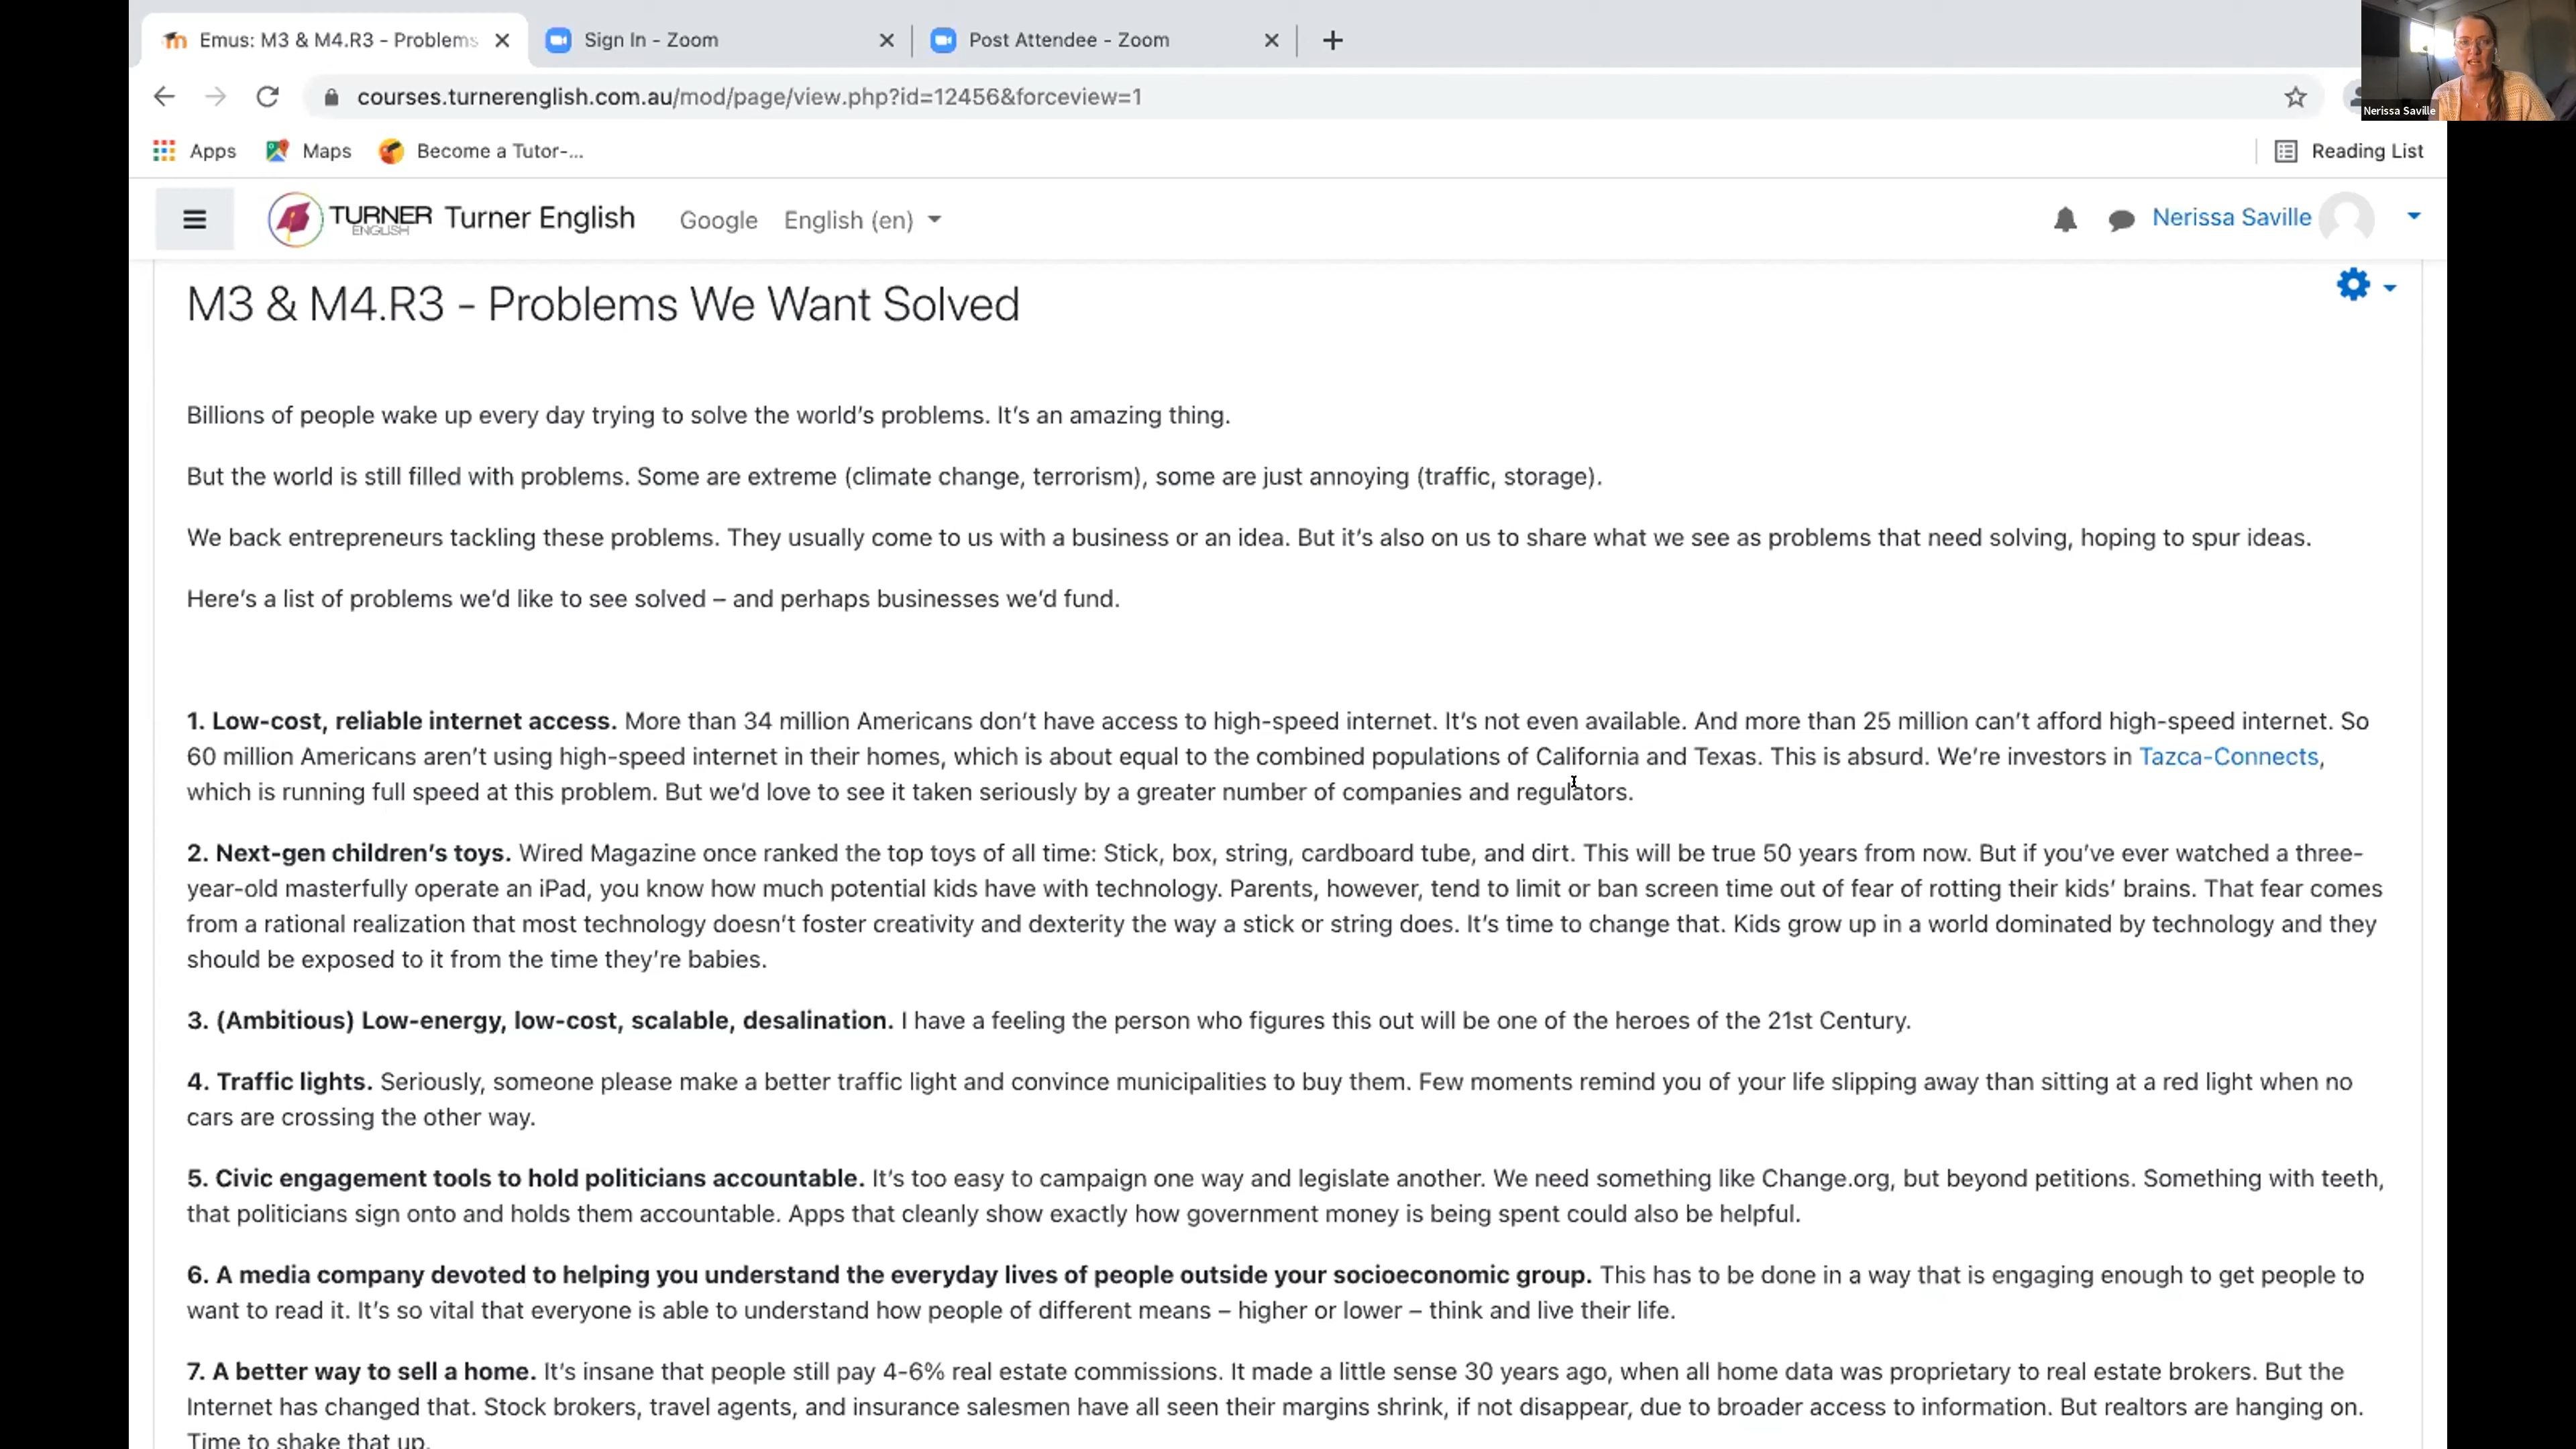 Emus: M3 & M4.R3 - Problems
Sign In - Zoom
Post Attendee - Zoom
courses.turnerenglish.com.au/mod/page/view.php?id=12456&forceview=1
Nerissa Saville
Apps
Maps
Become a Tutor-...
Reading List
TURNER ENGLISH
Turner English
Google
English (en)
Nerissa Saville
M3 & M4.R3 - Problems We Want Solved
Billions of people wake up every day trying to solve the world's problems. It's an amazing thing.
But the world is still filled with problems. Some are extreme (climate change, terrorism), some are just annoying (traffic, storage).
We back entrepreneurs tackling these problems. They usually come to us with a business or an idea. But it's also on us to share what we see as problems that need solving, hoping to spur ideas.
Here's a list of problems we'd like to see solved – and perhaps businesses we'd fund.
1. Low-cost, reliable internet access. More than 34 million Americans don't have access to high-speed internet. It's not even available. And more than 25 million can't afford high-speed internet. So
60 million Americans aren't using high-speed internet in their homes, which is about equal to the combined populations of California and Texas. This is absurd. We're investors in Tazca-Connects,
which is running full speed at this problem. But we'd love to see it taken seriously by a greater number of companies and regulators.
2. Next-gen children's toys. Wired Magazine once ranked the top toys of all time: Stick, box, string, cardboard tube, and dirt. This will be true 50 years from now. But if you've ever watched a three-
year-old masterfully operate an iPad, you know how much potential kids have with technology. Parents, however, tend to limit or ban screen time out of fear of rotting their kids' brains. That fear comes
from a rational realization that most technology doesn't foster creativity and dexterity the way a stick or string does. It's time to change that. Kids grow up in a world dominated by technology and they
should be exposed to it from the time they're babies.
3. (Ambitious) Low-energy, low-cost, scalable, desalination. I have a feeling the person who figures this out will be one of the heroes of the 21st Century.
4. Traffic lights. Seriously, someone please make a better traffic light and convince municipalities to buy them. Few moments remind you of your life slipping away than sitting at a red light when no
cars are crossing the other way.
5. Civic engagement tools to hold politicians accountable. It's too easy to campaign one way and legislate another. We need something like Change.org, but beyond petitions. Something with teeth,
that politicians sign onto and holds them accountable. Apps that cleanly show exactly how government money is being spent could also be helpful.
6. A media company devoted to helping you understand the everyday lives of people outside your socioeconomic group. This has to be done in a way that is engaging enough to get people to
want to read it. It's so vital that everyone is able to understand how people of different means – higher or lower – think and live their life.
7. A better way to sell a home. It's insane that people still pay 4-6% real estate commissions. It made a little sense 30 years ago, when all home data was proprietary to real estate brokers. But the
Internet has changed that. Stock brokers, travel agents, and insurance salesmen have all seen their margins shrink, if not disappear, due to broader access to information. But realtors are hanging on.
Time to shake that up.